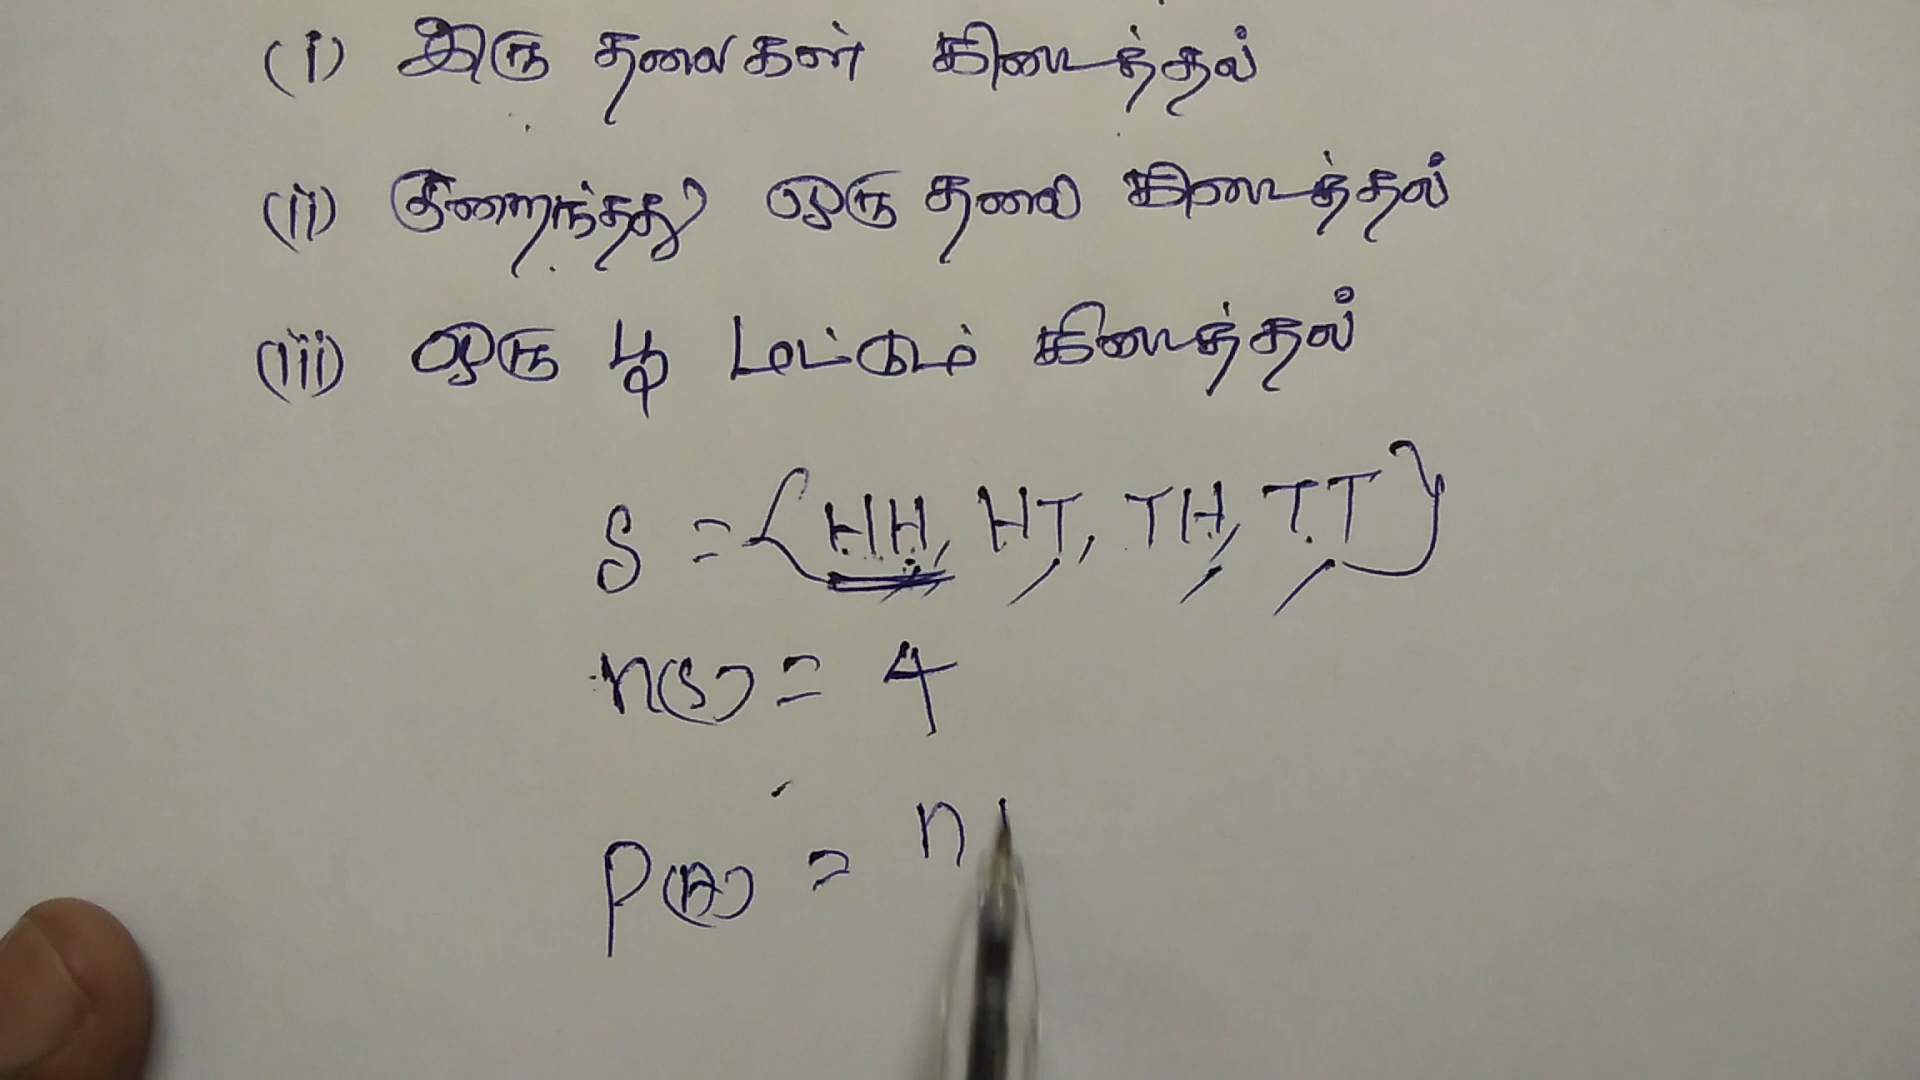 (i) இரு தலைகள் கிடைத்தல்
(ii) குறைந்தது ஒரு தலை கிடைத்தல்
(iii) ஒரு பூ மட்டும் கிடைத்தல்
S = {HH, HT, TH, TT}
n(S) = 4
P(A) = n